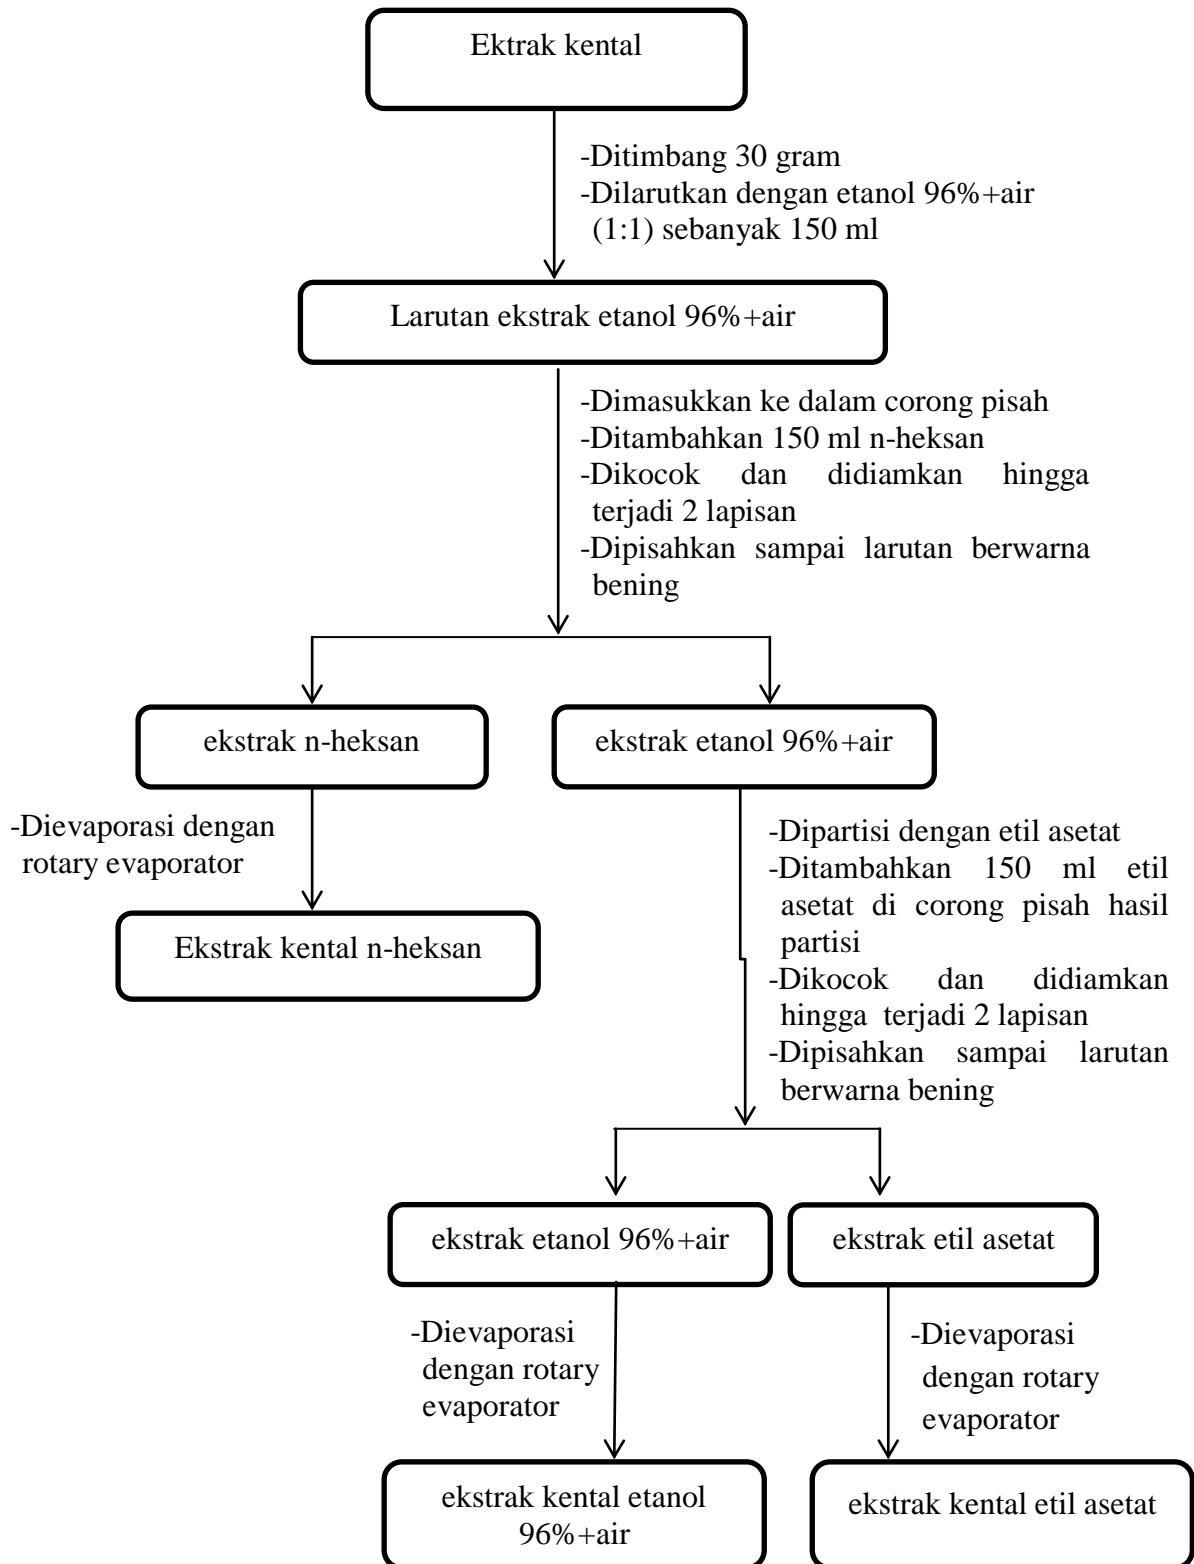 Ektrak kental
-Ditimbang 30 gram
-Dilarutkan dengan etanol 96%+air
(1:1) sebanyak 150 ml
Larutan ekstrak etanol 96%+air
-Dimasukkan ke dalam corong pisah
-Ditambahkan 150 ml n-heksan
-Dikocok dan didiamkan hingga
terjadi 2 lapisan
-Dipisahkan sampai larutan berwarna
bening
ekstrak n-heksan
ekstrak etanol 96%+air
-Dievaporasi dengan
rotary evaporator
Ekstrak kental n-heksan
-Dipartisi dengan etil asetat
-Ditambahkan 150 ml etil
asetat di corong pisah hasil
partisi
-Dikocok dan didiamkan
hingga terjadi 2 lapisan
-Dipisahkan sampai larutan
berwarna bening
ekstrak etanol 96%+air
ekstrak etil asetat
-Dievaporasi
dengan rotary
evaporator
-Dievaporasi
dengan rotary
evaporator
ekstrak kental etanol
96%+air
ekstrak kental etil asetat